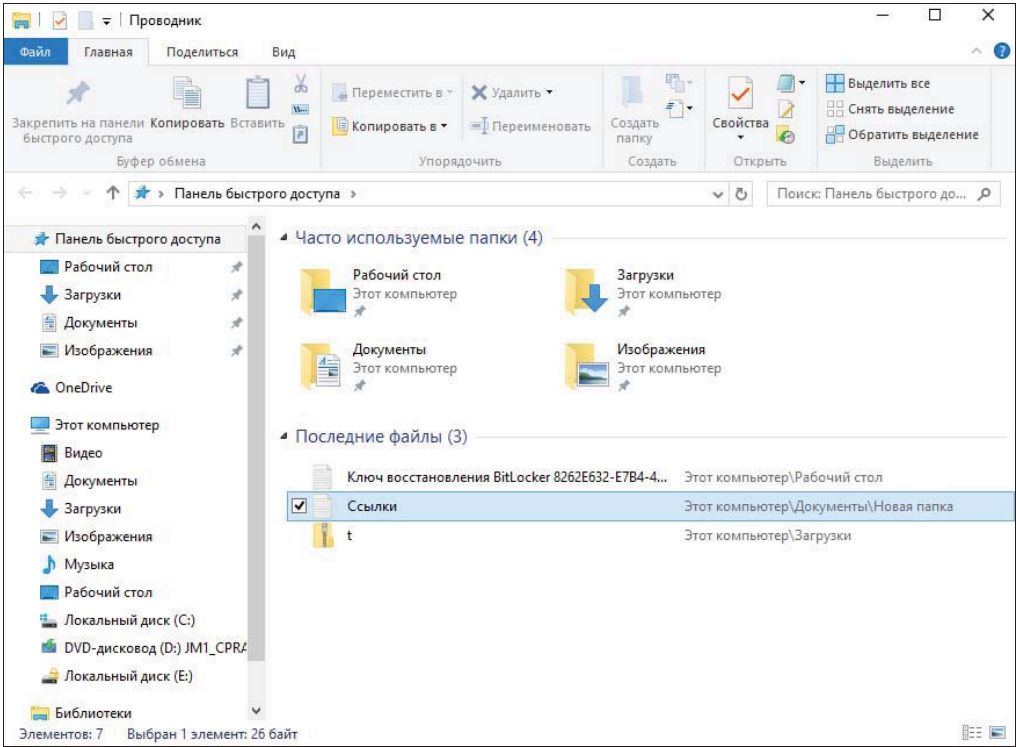 Проводник
Файл Главная Поделиться Вид
Закрепить на панели быстрого доступа
Копировать
Вставить
Буфер обмена
Переместить в
Копировать в
Удалить
Переименовать
Упорядочить
Создать папку
Создать
Свойства
Открыть
Выделить все
Снять выделение
Обратить выделение
Выделить
Панель быстрого доступа
Поиск: Панель быстрого до...
Панель быстрого доступа
Рабочий стол
Загрузки
Документы
Изображения
OneDrive
Этот компьютер
Видео
Документы
Загрузки
Изображения
Музыка
Рабочий стол
Локальный диск (C:)
DVD-дисковод (D:) JM1_CPRA
Локальный диск (E:)
Библиотеки
Часто используемые папки (4)
Рабочий стол
Этот компьютер
Загрузки
Этот компьютер
Документы
Этот компьютер
Изображения
Этот компьютер
Последние файлы (3)
Ключ восстановления BitLocker 8262E632-E7B4-4... Этот компьютер\Рабочий стол
Ссылки Этот компьютер\Документы\Новая папка
t Этот компьютер\Загрузки
Элементов: 7 Выбран 1 элемент: 26 байт